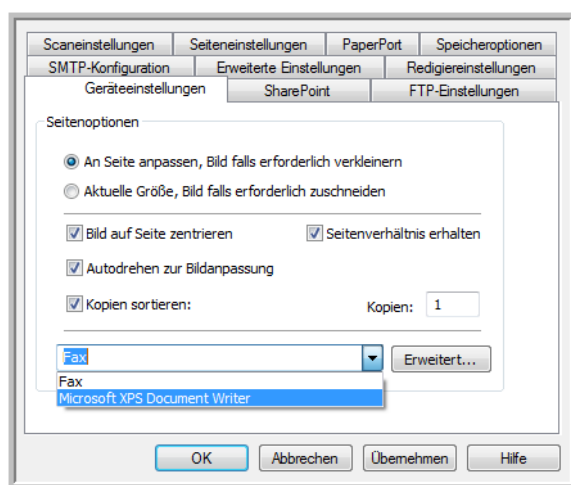 Scaneinstellungen Seiteneinstellungen PaperPort Speicheroptionen
SMTP-Konfiguration Erweiterte Einstellungen Redigiereinstellungen
Geräteeinstellungen SharePoint FTP-Einstellungen
Seitenoptionen
An Seite anpassen, Bild falls erforderlich verkleinern
Aktuelle Größe, Bild falls erforderlich zuschneiden
Bild auf Seite zentrieren Seitenverhältnis erhalten
Autodrehen zur Bildanpassung
Kopien sortieren: Kopien: 1
Fax Erweitert...
Fax
Microsoft XPS Document Writer
OK Abbrechen Übernehmen Hilfe